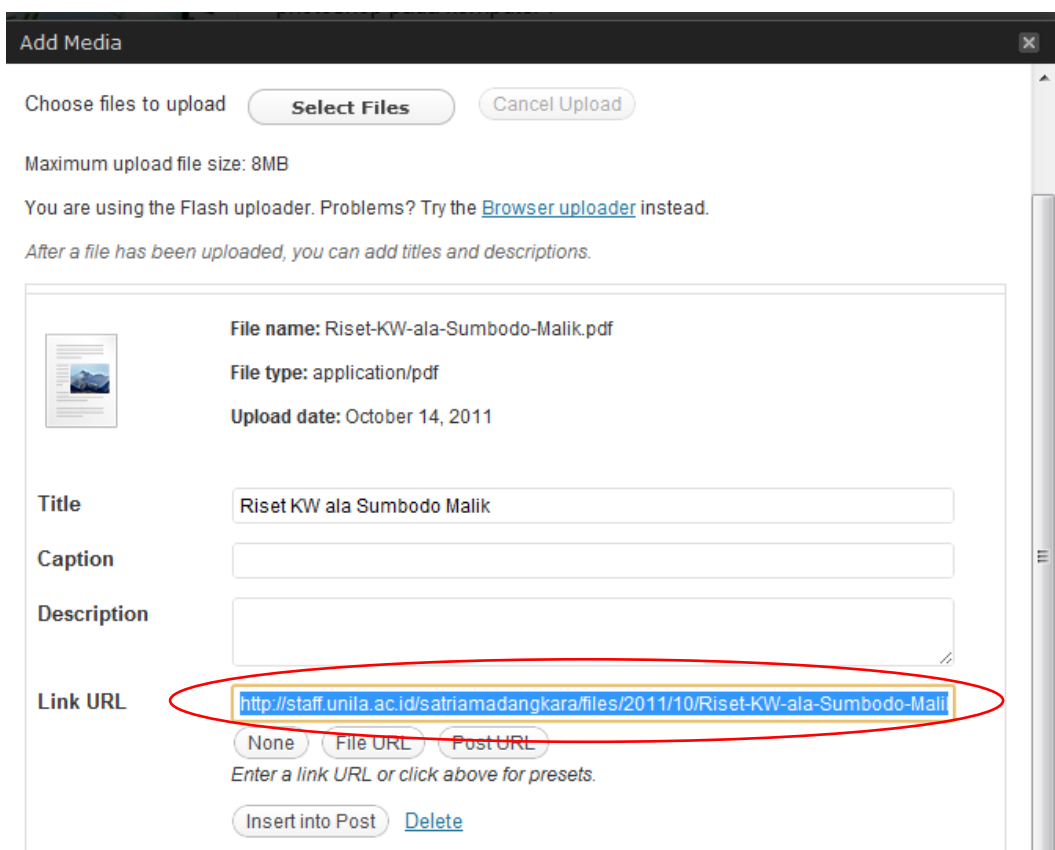 Add Media
Choose files to upload Select Files Cancel Upload
Maximum upload file size: 8MB
You are using the Flash uploader. Problems? Try the Browser uploader instead.
After a file has been uploaded, you can add titles and descriptions.
File name: Riset-KW-ala-Sumbodo-Malik.pdf
File type: application/pdf
Upload date: October 14, 2011
Title Riset KW ala Sumbodo Malik
Caption
Description
Link URL http://staff.unila.ac.id/satriamadangkara/files/2011/10/Riset-KW-ala-Sumbodo-Mali
None File URL Post URL
Enter a link URL or click above for presets.
Insert into Post Delete